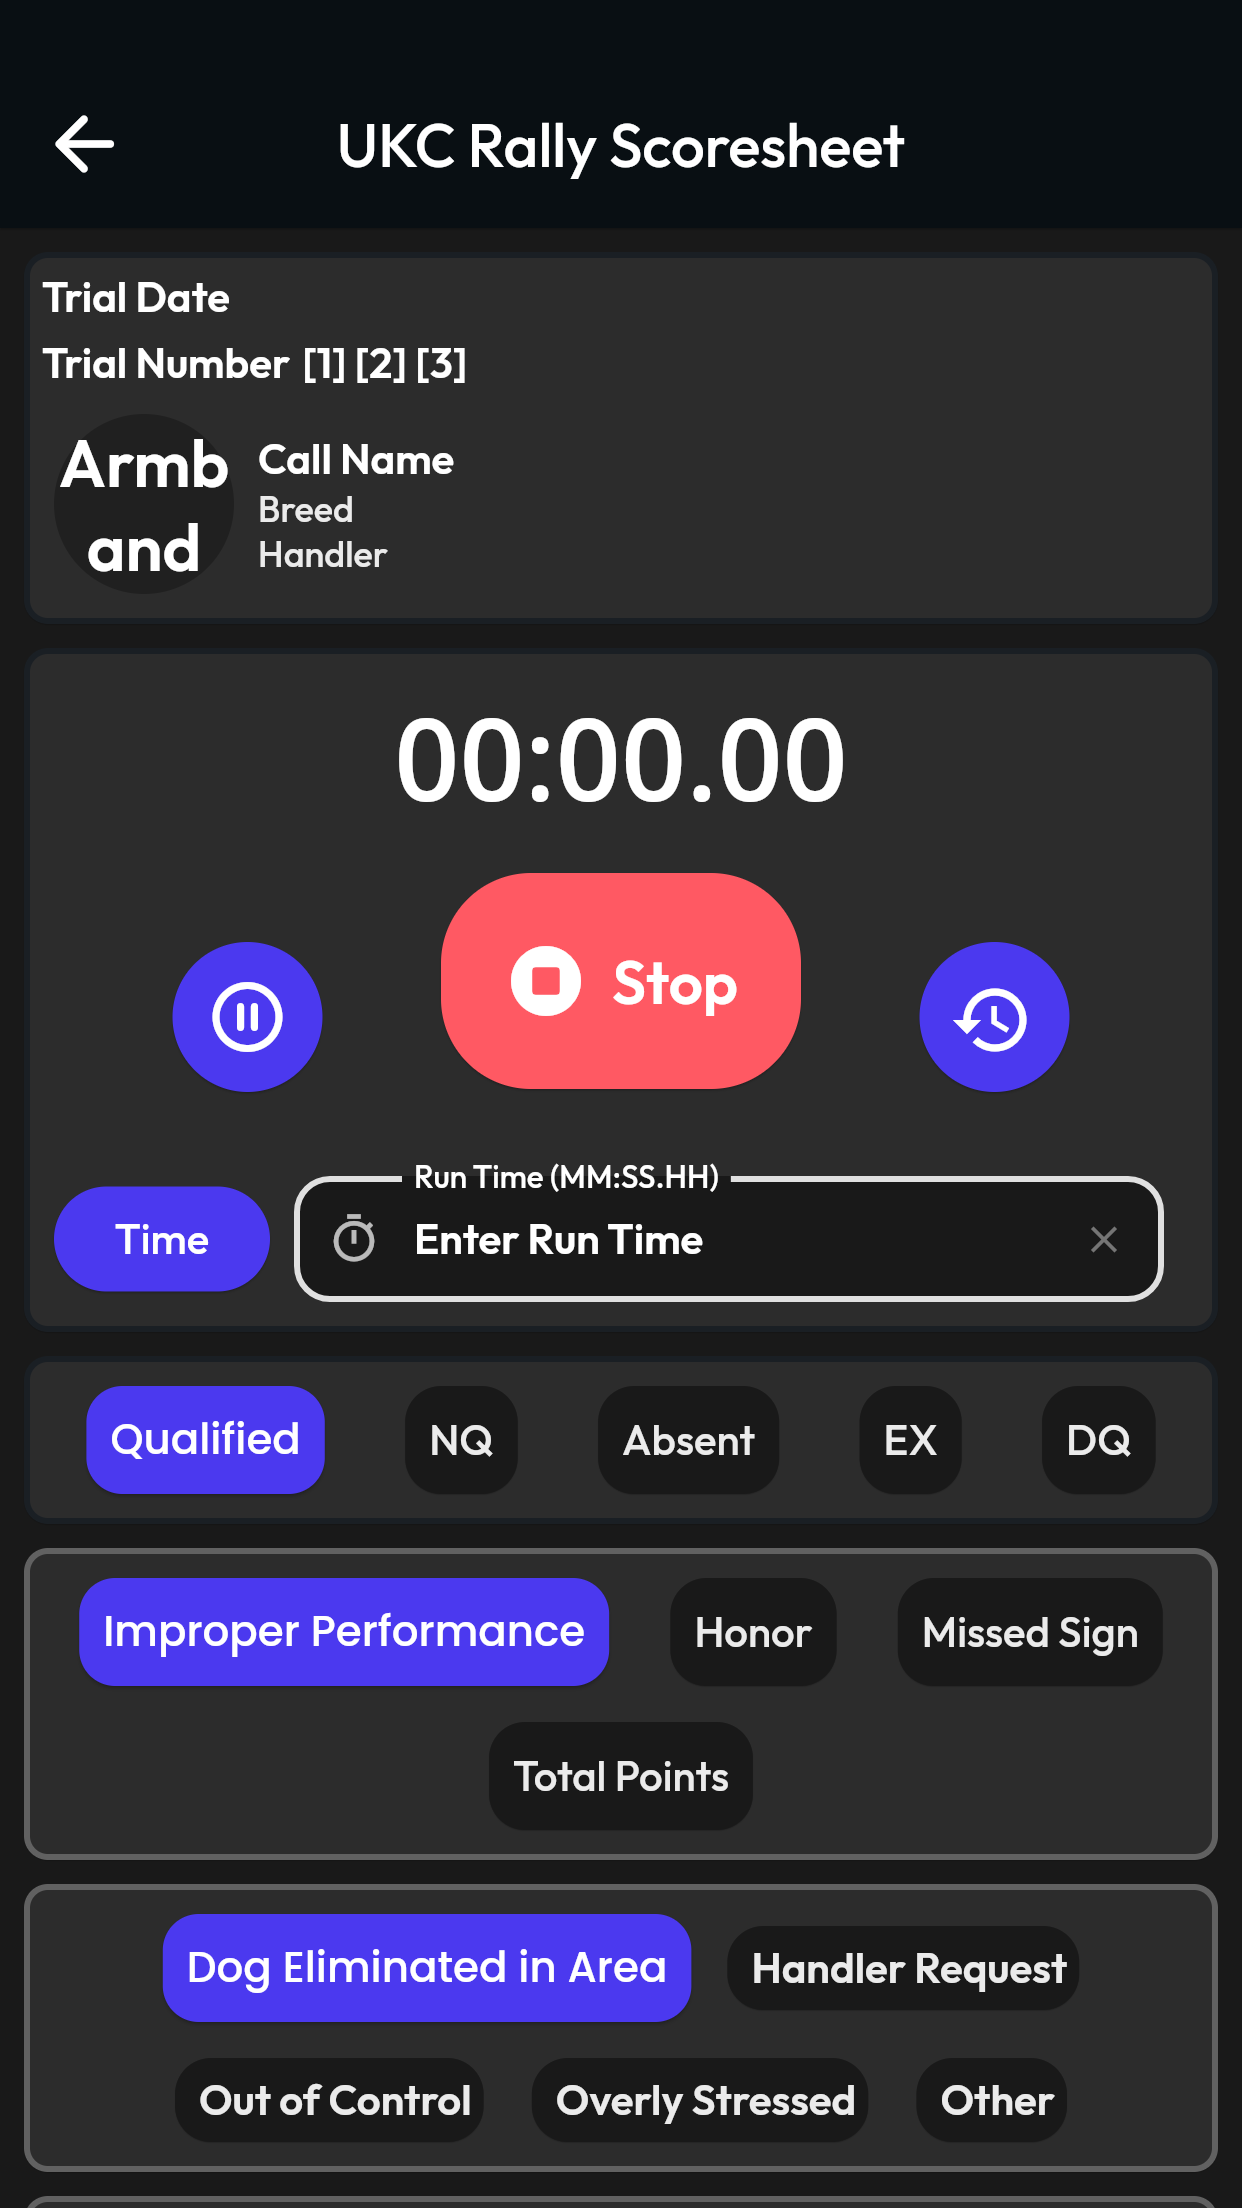 UKC Rally Scoresheet
Trial Date
Trial Number [1] [2] [3]
Armb
and
Call Name
Breed
Handler
00:00.00
Stop
Run Time (MM:SS.HH)
Time
Enter Run Time
Qualified NQ Absent EX DQ
Improper Performance Honor Missed Sign
Total Points
Dog Eliminated in Area Handler Request
Out of Control Overly Stressed Other